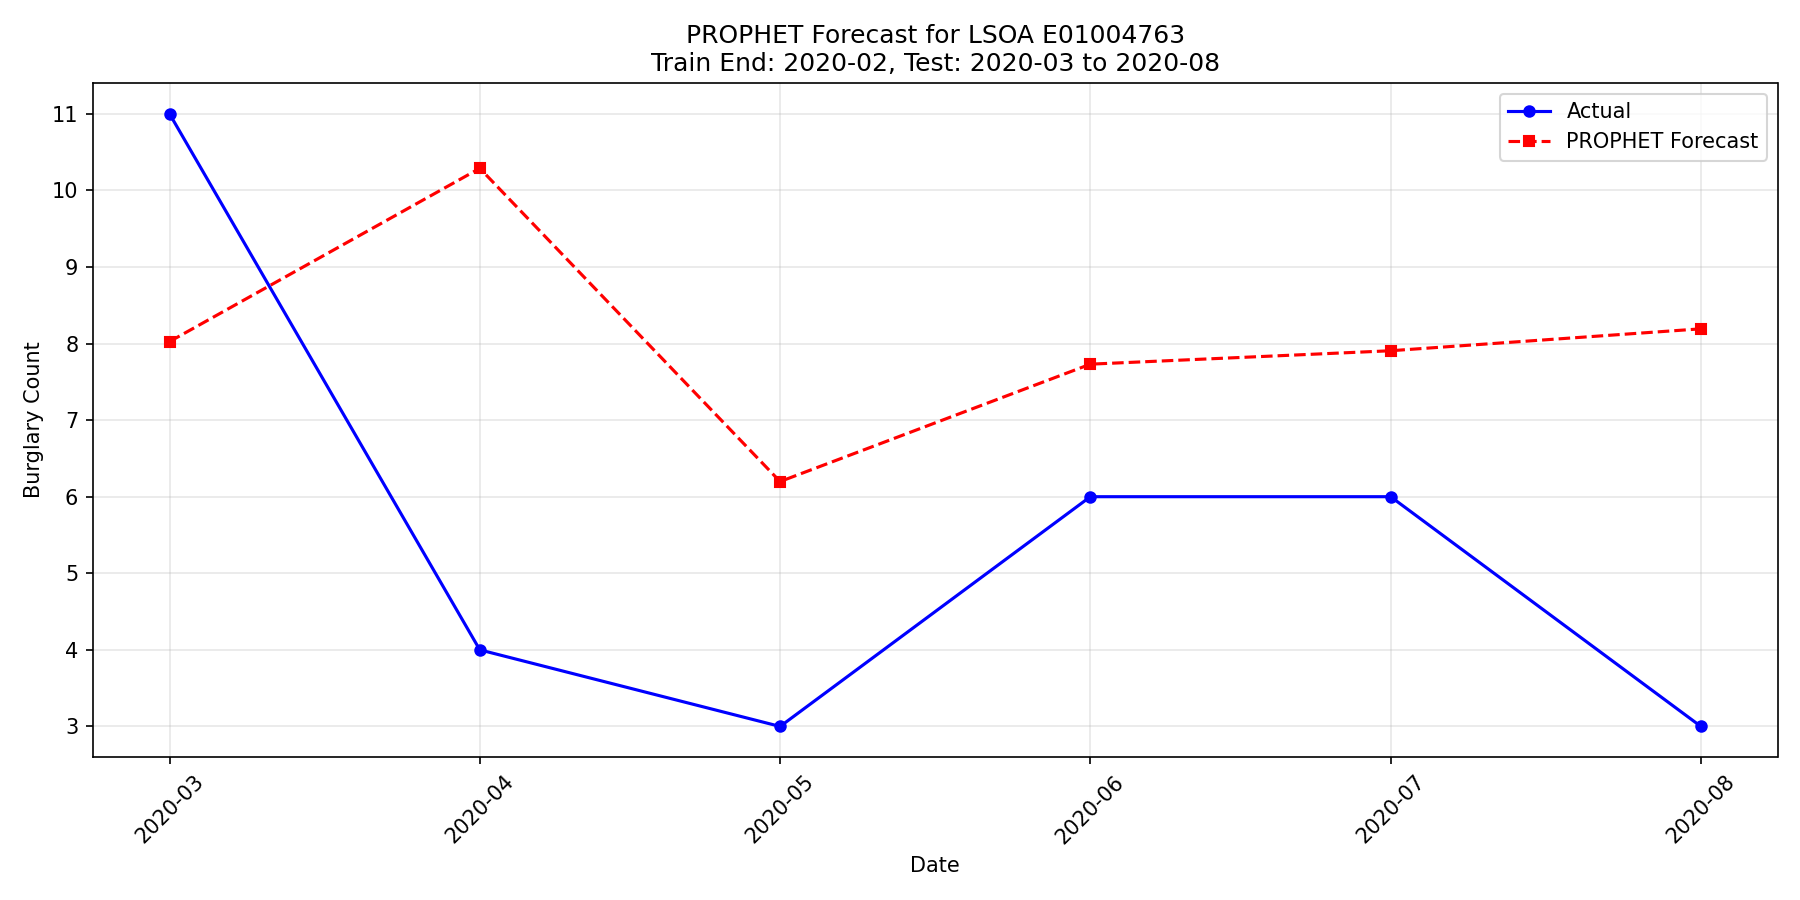 PROPHET Forecast for LSOA E01004763
Train End: 2020-02, Test: 2020-03 to 2020-08
Actual
PROPHET Forecast
Burglary Count
11
10
9
8
7
6
5
4
3
2020-03
2020-04
2020-05
2020-06
2020-07
2020-08
Date